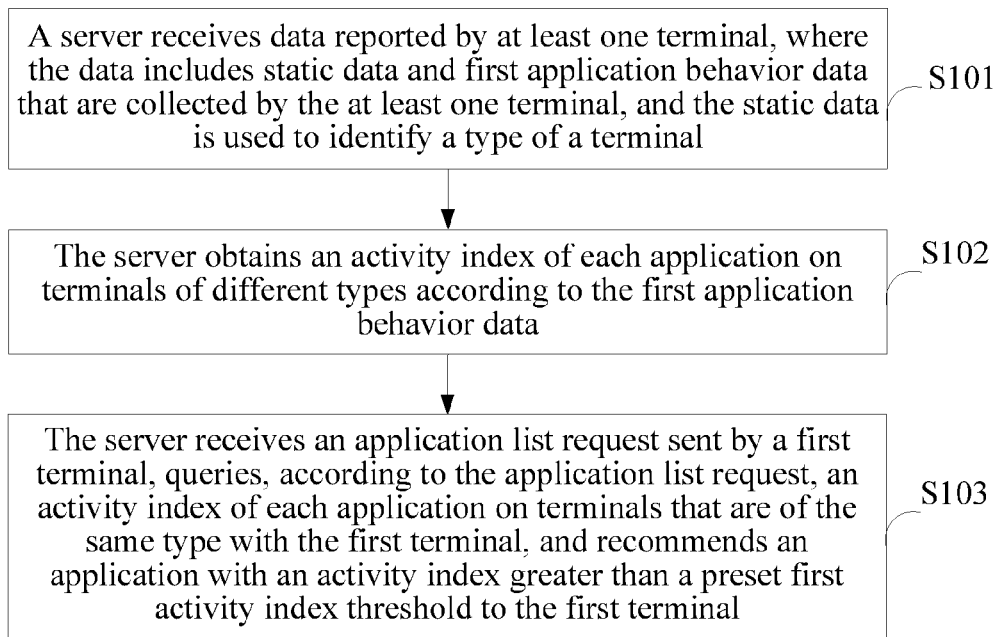 A server receives data reported by at least one terminal, where
the data includes static data and first application behavior data
that are collected by the at least one terminal, and the static data
is used to identify a type of a terminal
S101
The server obtains an activity index of each application on
terminals of different types according to the first application
behavior data
S102
The server receives an application list request sent by a first
terminal, queries, according to the application list request, an
activity index of each application on terminals that are of the
same type with the first terminal, and recommends an
application with an activity index greater than a preset first
activity index threshold to the first terminal
S103